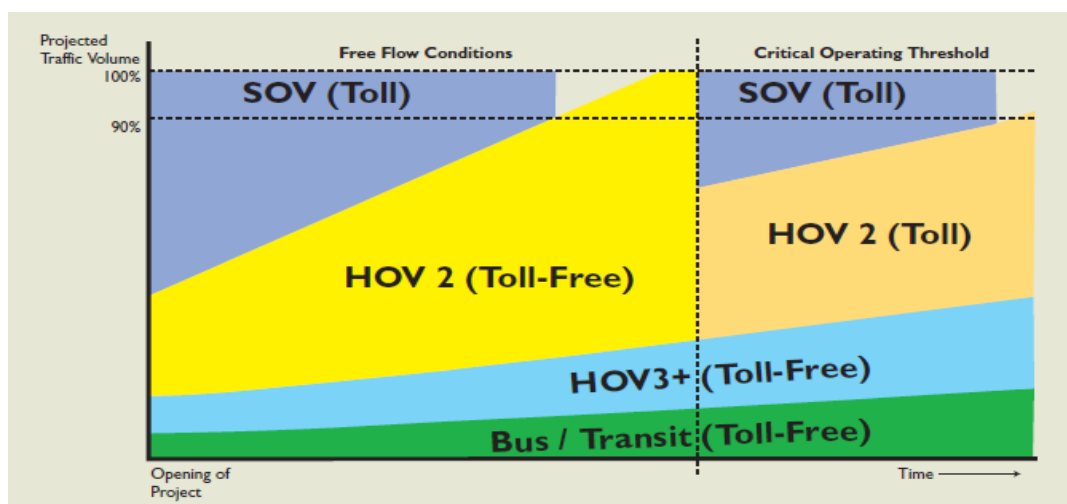 Projected
Traffic Volume
100%
90%
Free Flow Conditions
Critical Operating Threshold
SOV (Toll)
SOV (Toll)
HOV 2 (Toll)
HOV 2 (Toll-Free)
HOV3+ (Toll-Free)
Bus / Transit (Toll-Free)
Opening of
Project
Time